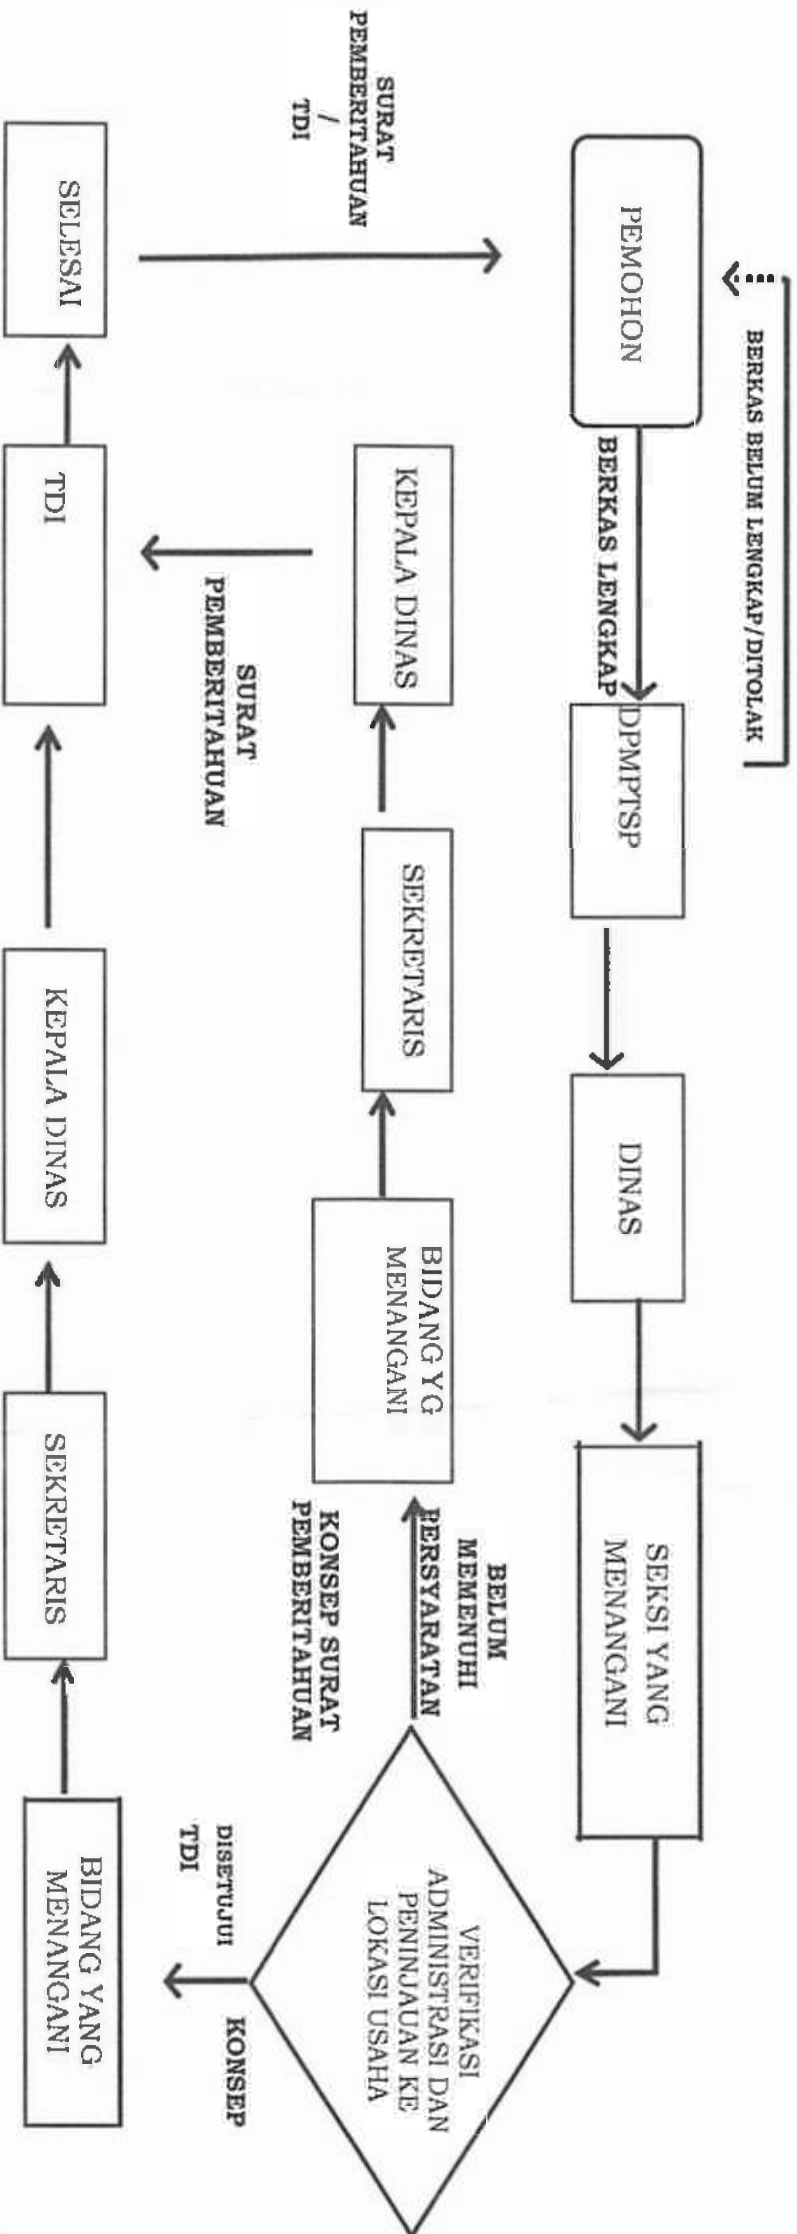 BERKAS BELUM LENGKAP/DITOLAK
PEMOHON
BERKAS LENGKAP
DPMPTSP
DINAS
SEKSI YANG
MENANGANI
VERIFIKASI
ADMINISTRASI DAN
PENINJAUAN KE
LOKASI USAHA
BELUM
MEMENUHI
PERSYARATAN
KONSEP SURAT
PEMBERITAHUAN
BIDANG YG
MENANGANI
SEKRETARIS
KEPALA DINAS
SURAT
PEMBERITAHUAN
SURAT
PEMBERITAHUAN
/
TDI
DISETUJUI
TDI
KONSEP
BIDANG YANG
MENANGANI
SEKRETARIS
KEPALA DINAS
TDI
SELESAI